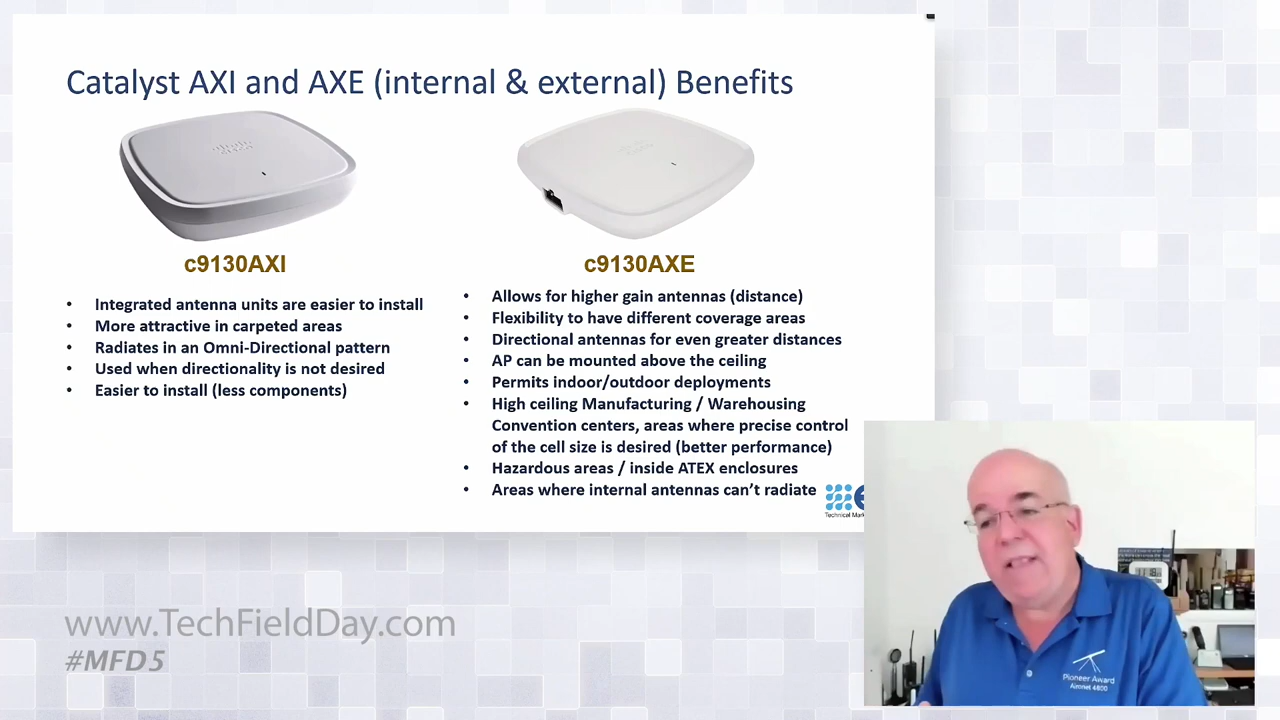 Catalyst AXI and AXE (internal & external) Benefits
c9130AXI
• Integrated antenna units are easier to install
• More attractive in carpeted areas
• Radiates in an Omni-Directional pattern
• Used when directionality is not desired
• Easier to install (less components)
c9130AXE
• Allows for higher gain antennas (distance)
• Flexibility to have different coverage areas
• Directional antennas for even greater distances
• AP can be mounted above the ceiling
• Permits indoor/outdoor deployments
• High ceiling Manufacturing / Warehousing
Convention centers, areas where precise control
of the cell size is desired (better performance)
• Hazardous areas / inside ATEX enclosures
• Areas where internal antennas can't radiate
Technical
www.TechFieldDay.com
#MFD5
Pioneer Award
Aironet 4800